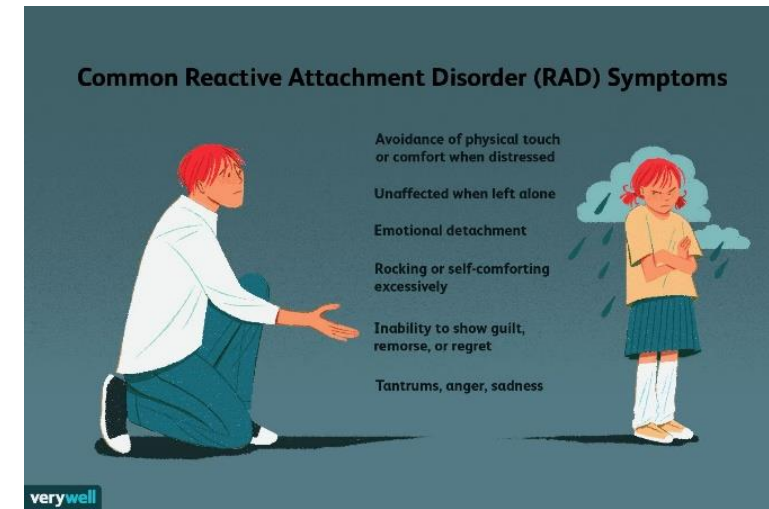 Common Reactive Attachment Disorder (RAD) Symptoms
Avoidance of physical touch
or comfort when distressed
Unaffected when left alone
Emotional detachment
Rocking or self-comforting
excessively
Inability to show guilt,
remorse, or regret
Tantrums, anger, sadness
verywell